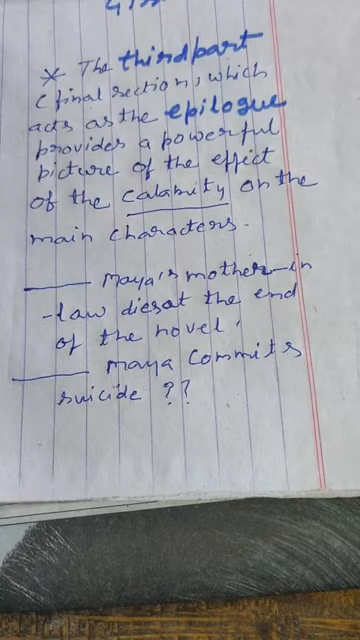 * The third part
( final section, which
acts as the epilogue
provides a powerful
picture of the effect
of the calamity on the
main characters.
Maya's mother-in
-law dies at the end
of the novel.
Maya commits
suicide ??